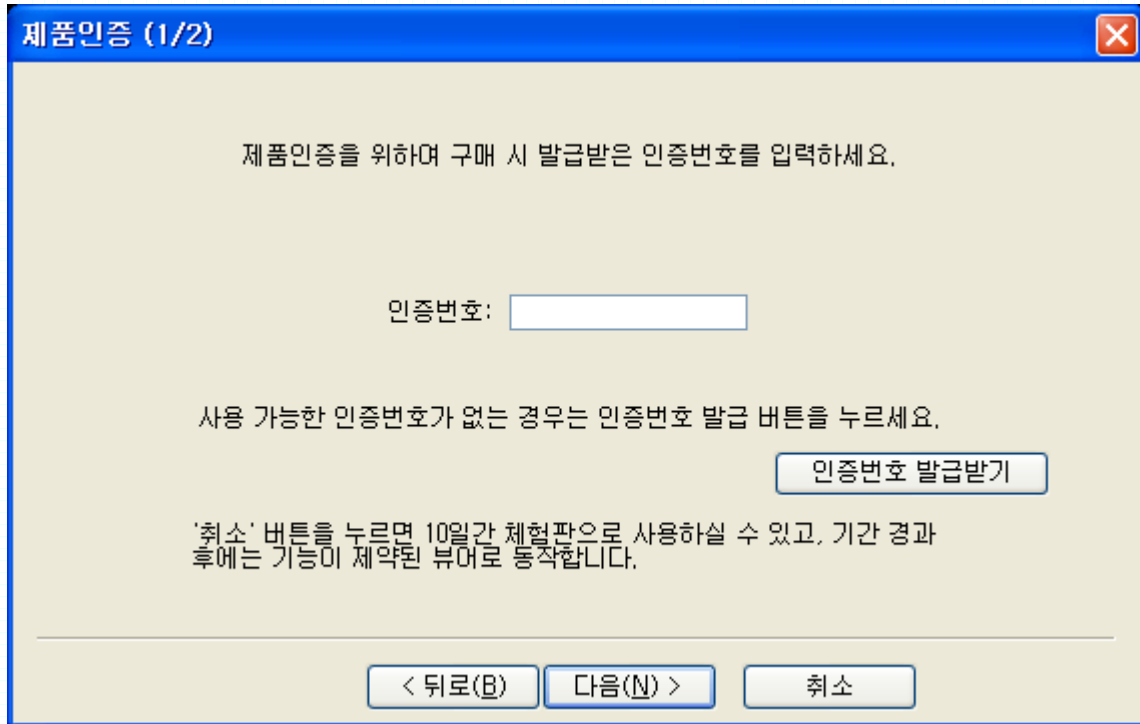 제품인증 (1/2)
제품인증을 위하여 구매 시 발급받은 인증번호를 입력하세요.
인증번호:
사용 가능한 인증번호가 없는 경우는 인증번호 발급 버튼을 누르세요.
인증번호 발급받기
'취소' 버튼을 누르면 10일간 체험판으로 사용하실 수 있고, 기간 경과
후에는 기능이 제약된 뷰어로 동작합니다.
< 뒤로(B) 다음(N) > 취소